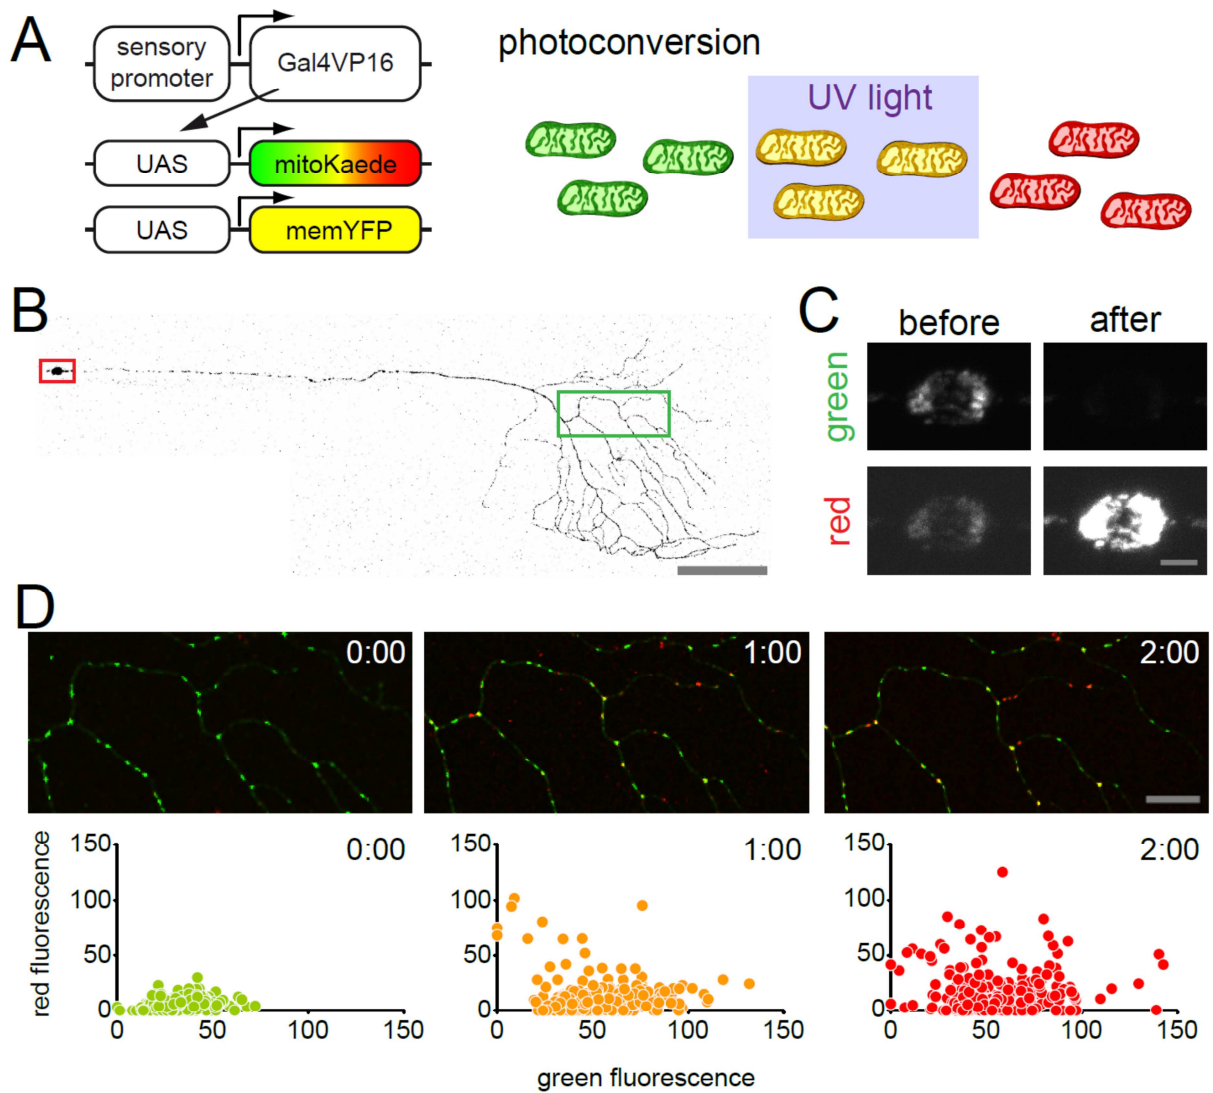 A
sensory
promoter
Gal4VP16
UAS
mitoKaede
UAS
memYFP
photoconversion
UV light
B
C
before
after
green
red
D
0:00
1:00
2:00
red fluorescence
150
100
50
0
0
50
100
150
0:00
150
100
50
0
0
50
100
150
1:00
150
100
50
0
0
50
100
150
2:00
green fluorescence